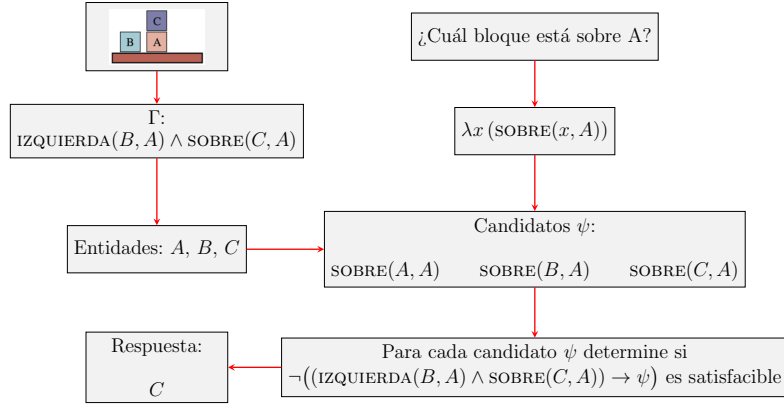 C
B A
¿Cuál bloque está sobre A?
Γ:
IZQUIERDA(B, A) ∧ SOBRE(C, A)
λx (SOBRE(x, A))
Entidades: A, B, C
Candidatos ψ:
SOBRE(A, A) SOBRE(B, A) SOBRE(C, A)
Para cada candidato ψ determine si
¬((IZQUIERDA(B, A) ∧ SOBRE(C, A)) → ψ) es satisfacible
Respuesta:
C